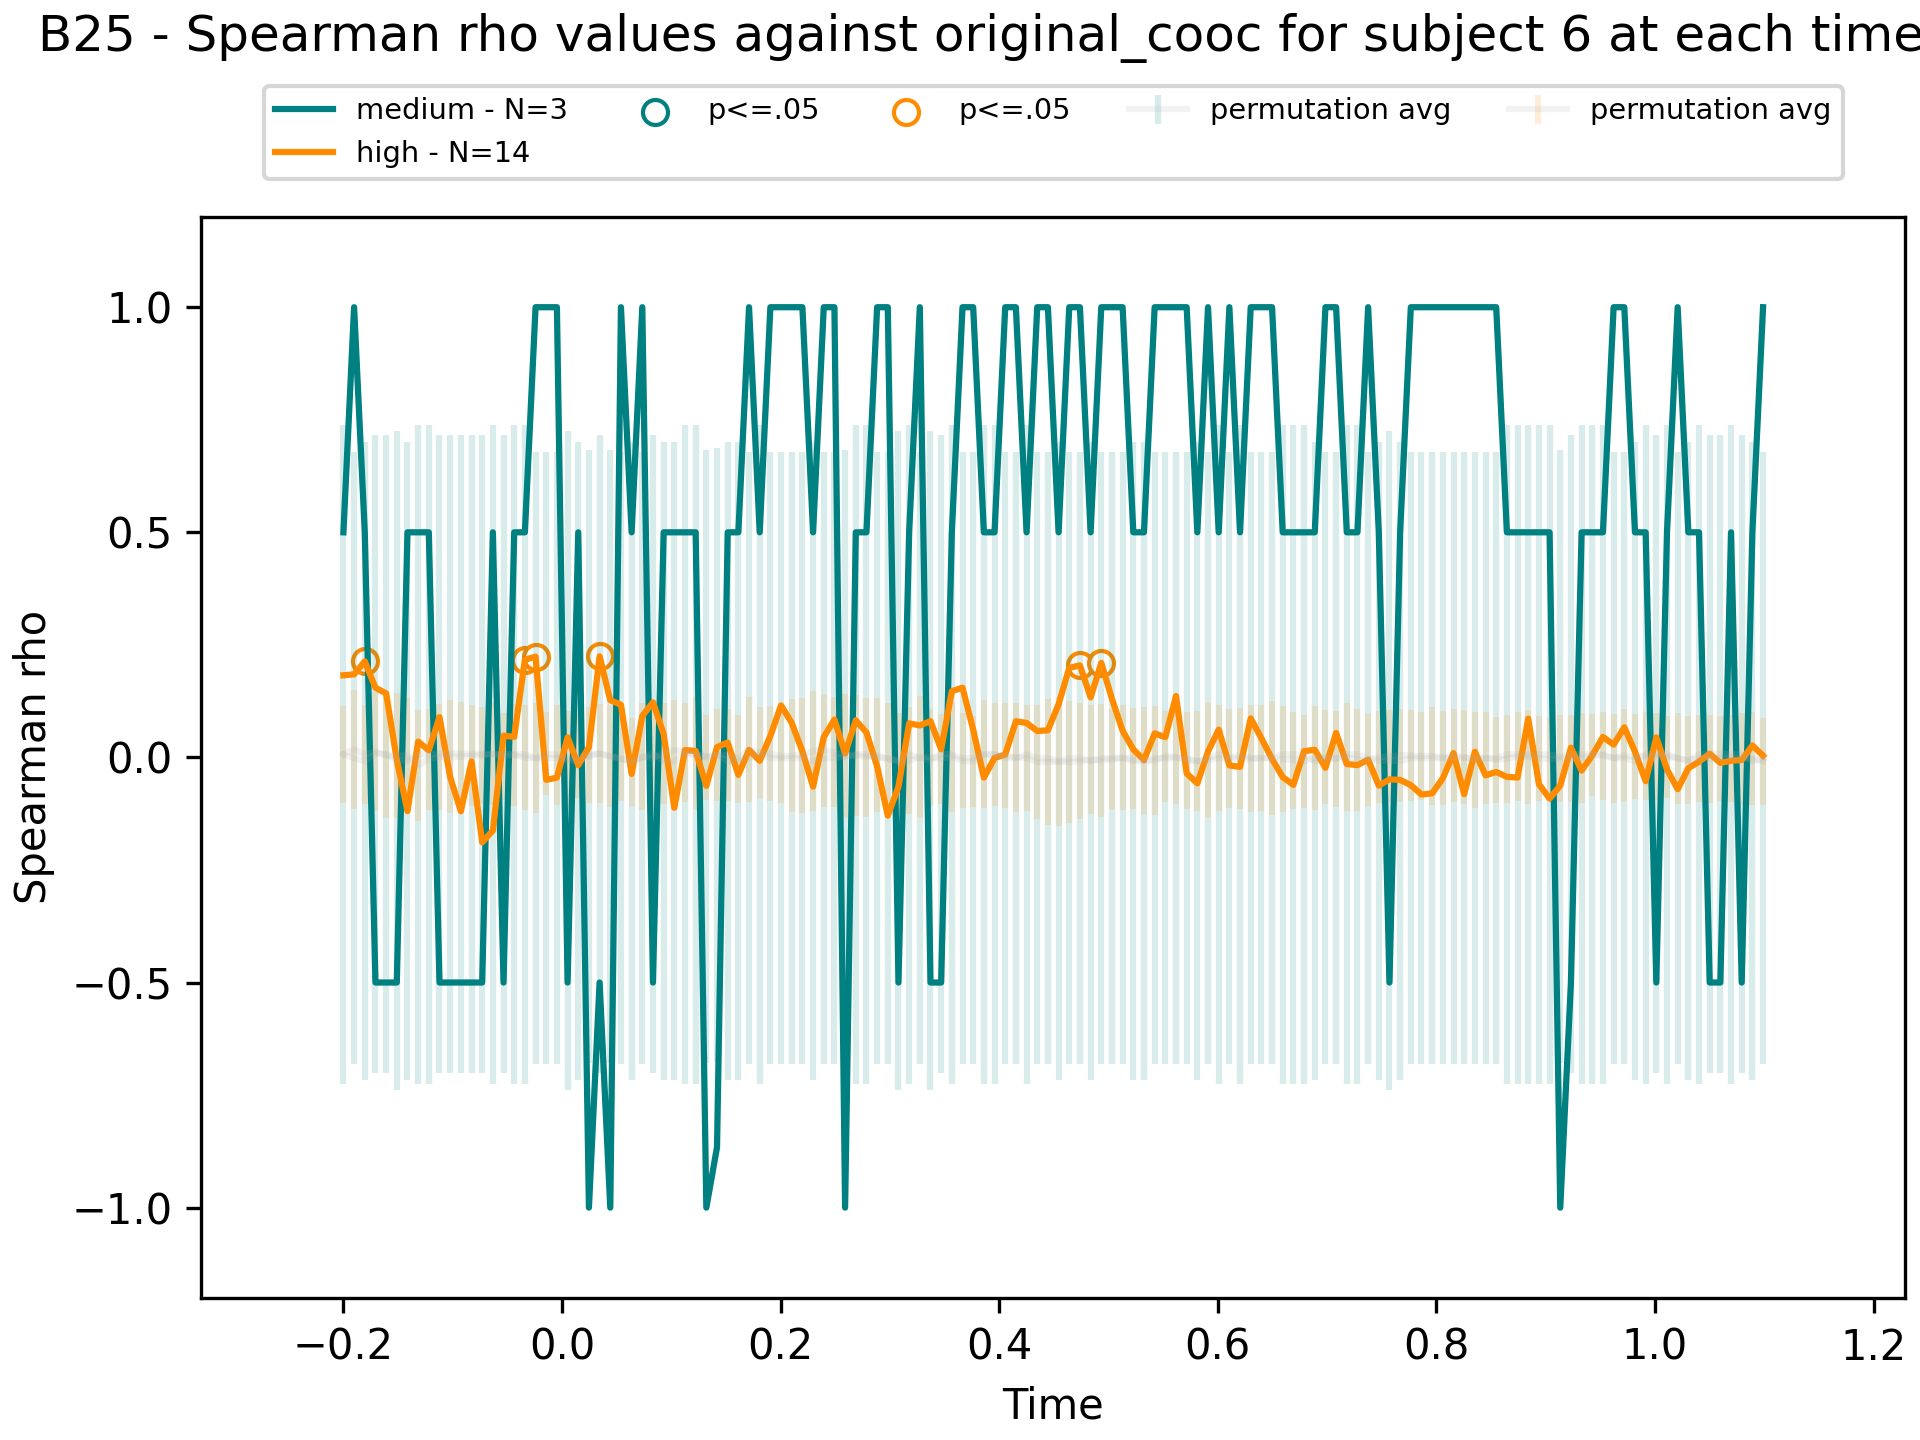 B25 - Spearman rho values against original_cooc for subject 6 at each time
medium - N=3
high - N=14
p<=.05
p<=.05
permutation avg
permutation avg
1.0
0.5
0.0
−0.5
−1.0
Spearman rho
−0.2 0.0 0.2 0.4 0.6 0.8 1.0 1.2
Time